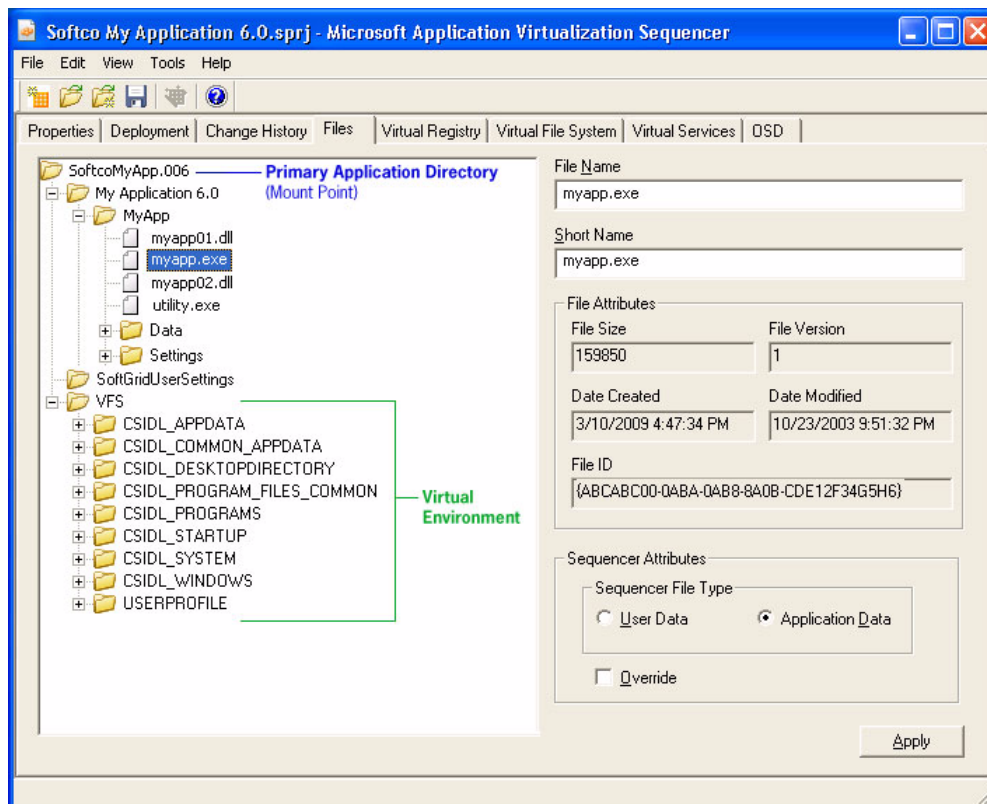 Softco My Application 6.0.sprj - Microsoft Application Virtualization Sequencer
File Edit View Tools Help
Properties Deployment Change History Files Virtual Registry Virtual File System Virtual Services OSD
SoftcoMyApp.006
Primary Application Directory
(Mount Point)
My Application 6.0
MyApp
myapp01.dll
myapp.exe
myapp02.dll
utility.exe
Data
Settings
SoftGridUserSettings
VFS
CSIDL_APPDATA
CSIDL_COMMON_APPDATA
CSIDL_DESKTOPDIRECTORY
CSIDL_PROGRAM_FILES_COMMON
CSIDL_PROGRAMS
CSIDL_STARTUP
CSIDL_SYSTEM
CSIDL_WINDOWS
USERPROFILE
Virtual
Environment
File Name
myapp.exe
Short Name
myapp.exe
File Attributes
File Size
File Version
159850
1
Date Created
Date Modified
3/10/2009 4:47:34 PM
10/23/2003 9:51:32 PM
File ID
{ABCABC00-0ABA-0AB8-8A0B-CDE12F34G5H6}
Sequencer Attributes
Sequencer File Type
User Data
Application Data
Override
Apply